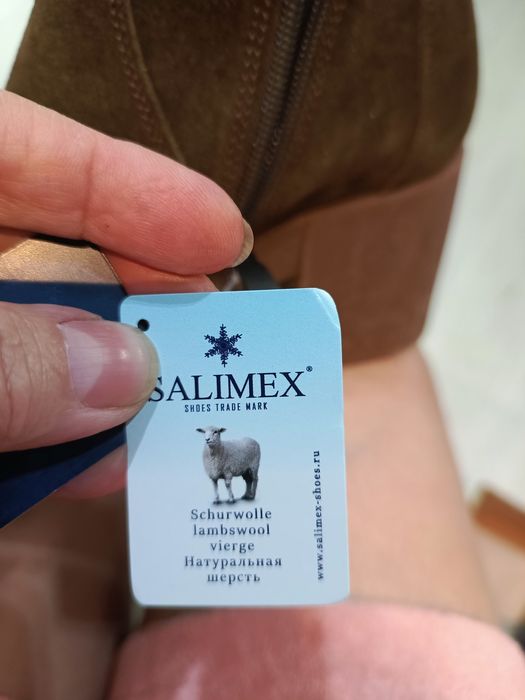 SALIMEX®
SHOES TRADE MARK
Schurwolle
lambswool
vierge
Натуральная
шерсть
www.salimex-shoes.ru